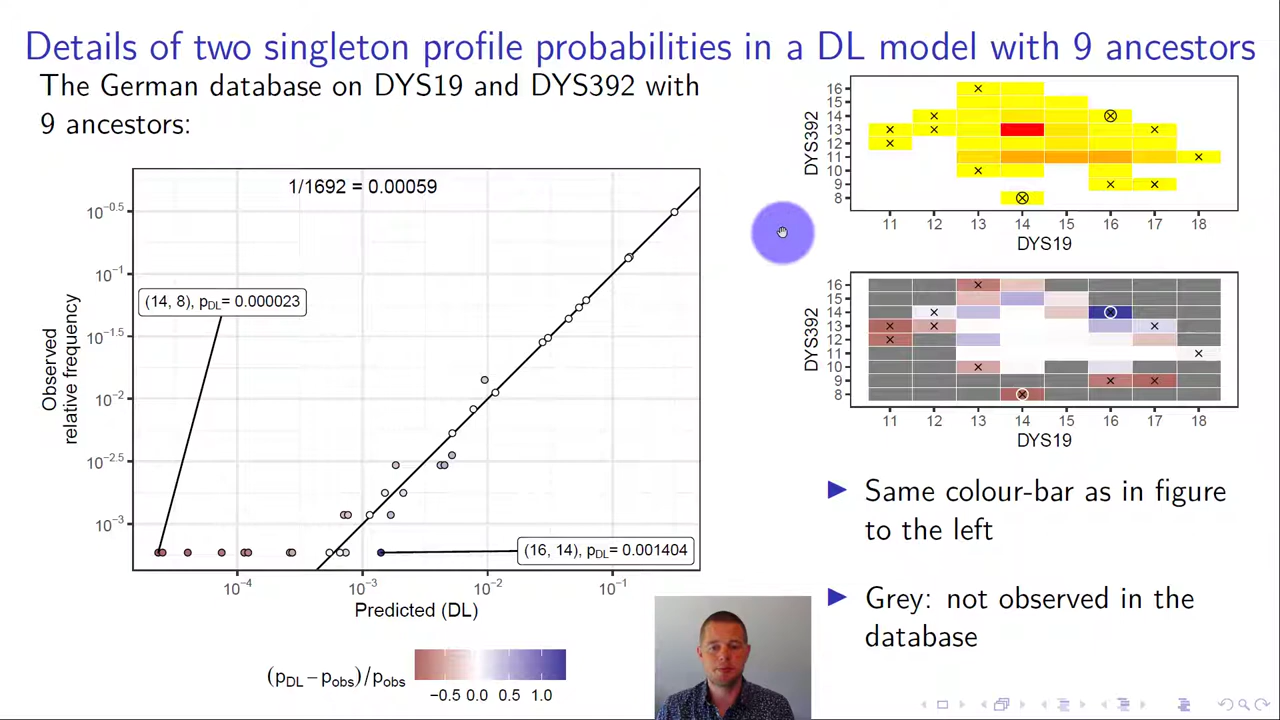 Details of two singleton profile probabilities in a DL model with 9 ancestors
The German database on DYS19 and DYS392 with
9 ancestors:
1/1692 = 0.00059
Observed
relative frequency
10^−0.5
10^−1
10^−1.5
10^−2
10^−2.5
10^−3
(14, 8), p_DL= 0.000023
(16, 14), p_DL= 0.001404
10^−4 10^−3 10^−2 10^−1
Predicted (DL)
(p_DL − p_obs)/p_obs
−0.5 0.0 0.5 1.0
DYS392
16
15
14
13
12
11
10
9
8
11 12 13 14 15 16 17 18
DYS19
DYS392
16
15
14
13
12
11
10
9
8
11 12 13 14 15 16 17 18
DYS19
Same colour-bar as in figure
to the left
Grey: not observed in the
database